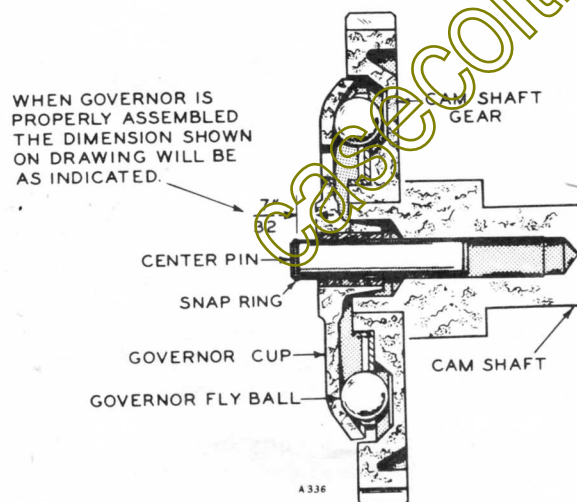 WHEN GOVERNOR IS
PROPERLY ASSEMBLED
THE DIMENSION SHOWN
ON DRAWING WILL BE
AS INDICATED.
7"
32
CAM SHAFT
GEAR
CENTER PIN
SNAP RING
GOVERNOR CUP
GOVERNOR FLY BALL
CAM SHAFT
A336
casecolt